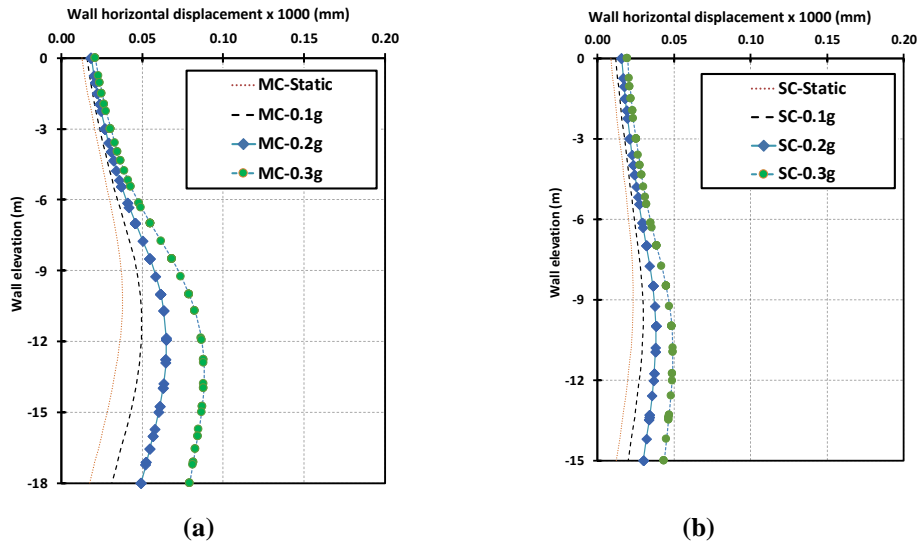 Wall horizontal displacement x 1000 (mm)
0.00 0.05 0.10 0.15 0.20
0
-3
-6
-9
-12
-15
-18
Wall elevation (m)
MC-Static
MC-0.1g
MC-0.2g
MC-0.3g
(a)
Wall horizontal displacement x 1000 (mm)
0.00 0.05 0.10 0.15 0.20
0
-3
-6
-9
-12
-15
Wall elevation (m)
SC-Static
SC-0.1g
SC-0.2g
SC-0.3g
(b)